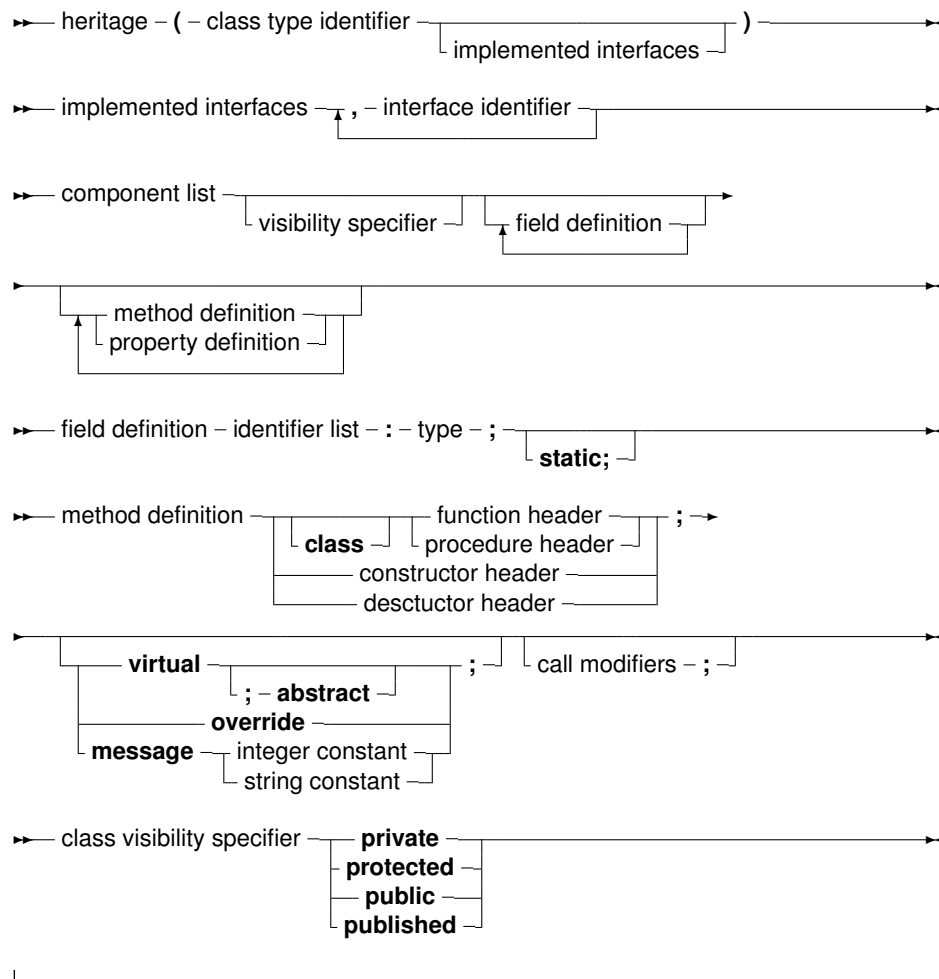 heritage ( class type identifier )
implemented interfaces
implemented interfaces , interface identifier
component list
visibility specifier field definition
method definition
property definition
field definition identifier list : type ;
static;
method definition function header ;
class procedure header
constructor header
desctuctor header
virtual ; call modifiers ;
; abstract
override
message integer constant
string constant
class visibility specifier private
protected
public
published